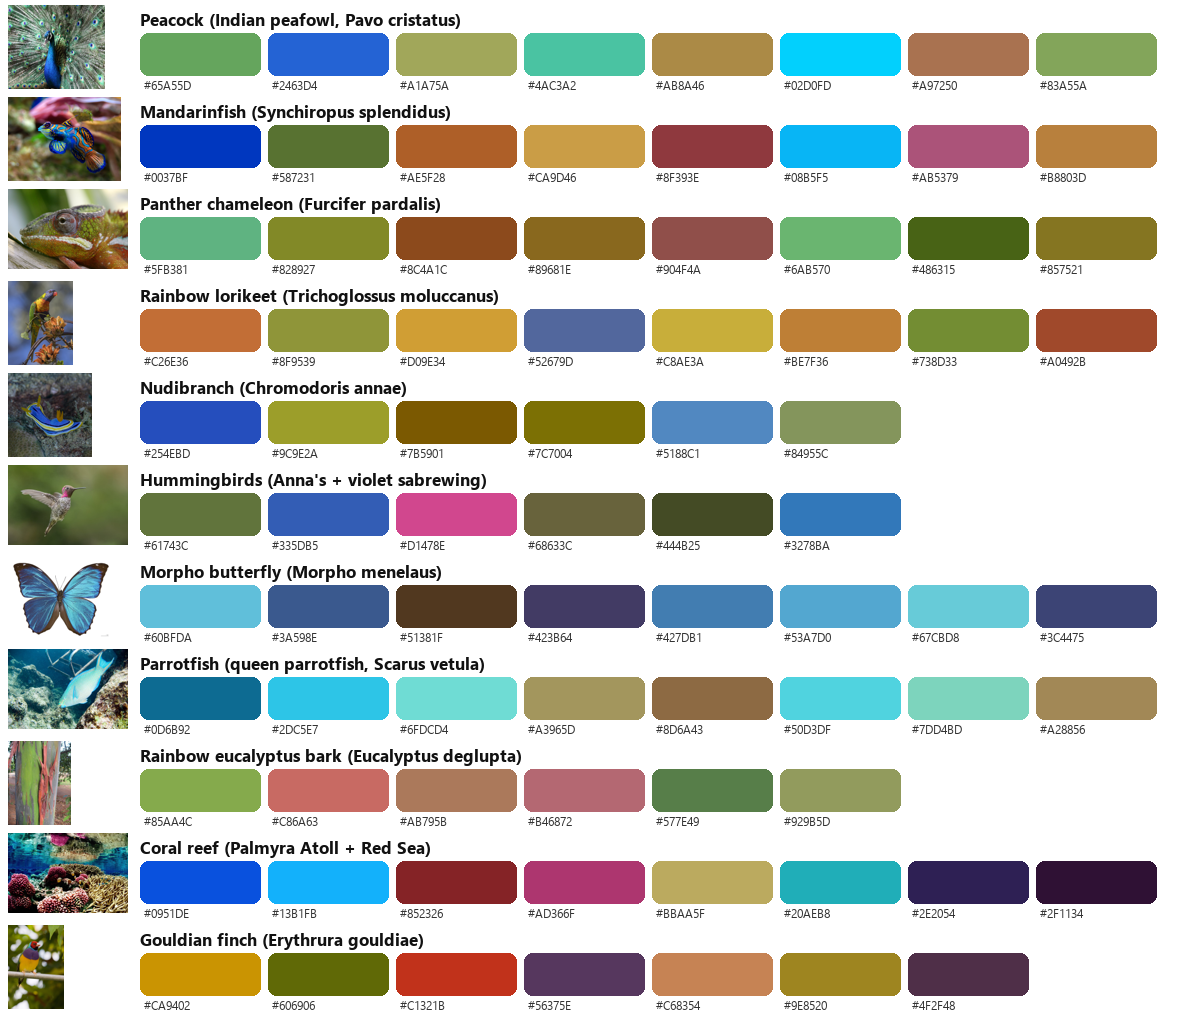 Peacock (Indian peafowl, Pavo cristatus)
#65A55D #2463D4 #A1A75A #4AC3A2 #AB8A46 #02D0FD #A97250 #83A55A
Mandarinfish (Synchiropus splendidus)
#0037BF #587231 #AE5F28 #CA9D46 #8F393E #08B5F5 #AB5379 #B8803D
Panther chameleon (Furcifer pardalis)
#5FB381 #828927 #8C4A1C #89681E #904F4A #6AB570 #486315 #857521
Rainbow lorikeet (Trichoglossus moluccanus)
#C26E36 #8F9539 #D09E34 #52679D #C8AE3A #BE7F36 #738D33 #A0492B
Nudibranch (Chromodoris annae)
#254EBD #9C9E2A #7B5901 #7C7004 #5188C1 #84955C
Hummingbirds (Anna's + violet sabrewing)
#61743C #335DB5 #D1478E #68633C #444B25 #3278BA
Morpho butterfly (Morpho menelaus)
#60BFDA #3A598E #51381F #423B64 #427DB1 #53A7D0 #67CBD8 #3C4475
Parrotfish (queen parrotfish, Scarus vetula)
#0D6B92 #2DC5E7 #6FDCD4 #A3965D #8D6A43 #50D3DF #7DD4BD #A28856
Rainbow eucalyptus bark (Eucalyptus deglupta)
#85AA4C #C86A63 #AB795B #B46872 #577E49 #929B5D
Coral reef (Palmyra Atoll + Red Sea)
#0951DE #13B1FB #852326 #AD366F #BBAA5F #20AEB8 #2E2054 #2F1134
Gouldian finch (Erythrura gouldiae)
#CA9402 #606906 #C1321B #56375E #C68354 #9E8520 #4F2F48